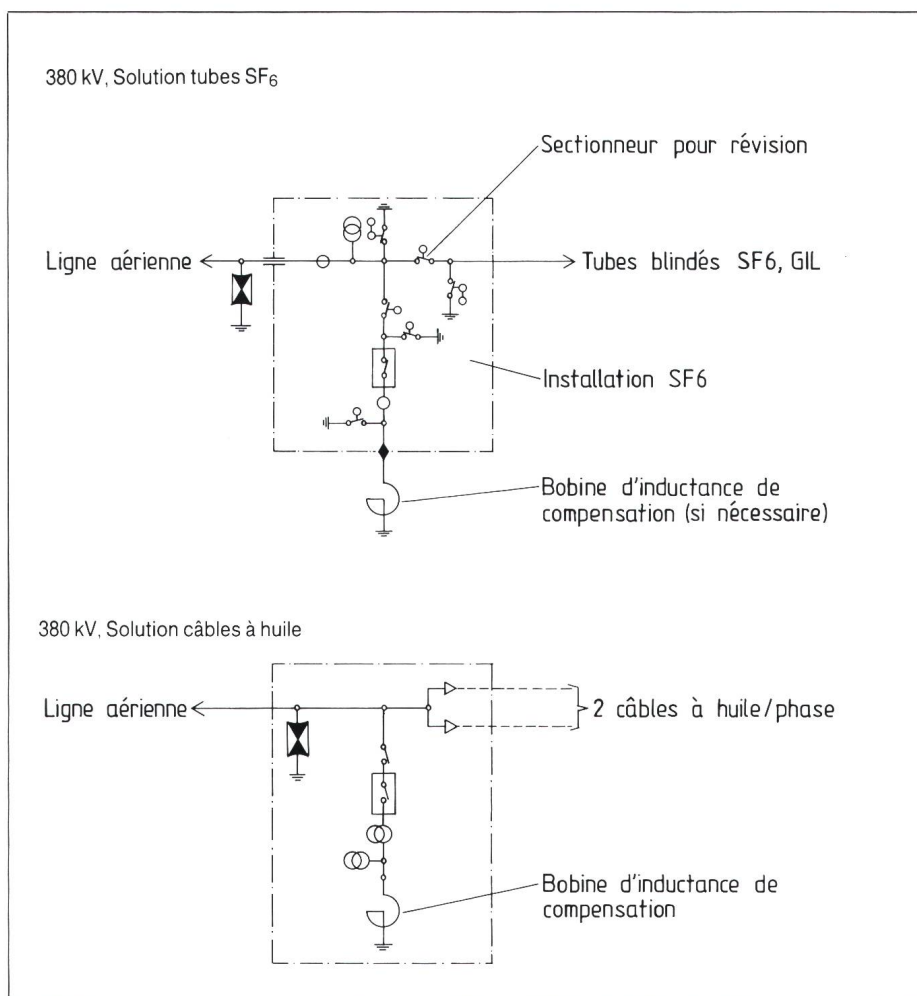 380 kV, Solution tubes SF₆
Sectionneur pour révision
Ligne aérienne
Tubes blindés SF6, GIL
Installation SF6
Bobine d'inductance de
compensation (si nécessaire)
380 kV, Solution câbles à huile
Ligne aérienne
2 câbles à huile/phase
Bobine d'inductance de
compensation